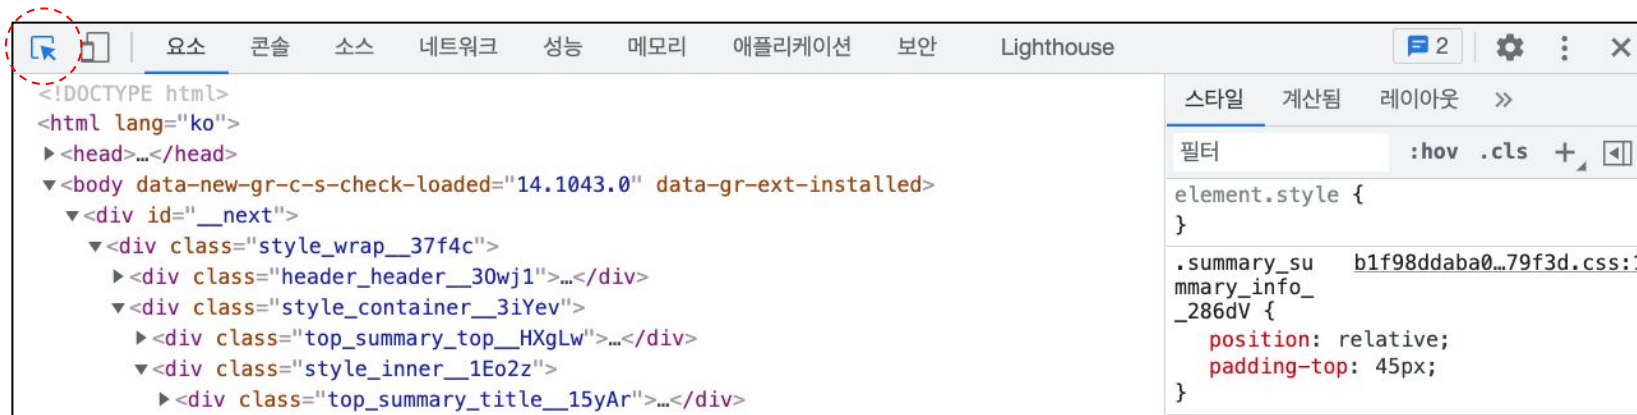 요소 콘솔 소스 네트워크 성능 메모리 애플리케이션 보안 Lighthouse 2
<!DOCTYPE html>
<html lang="ko">
▶<head>…</head>
▼<body data-new-gr-c-s-check-loaded="14.1043.0" data-gr-ext-installed>
▼<div id="__next">
▼<div class="style_wrap__37f4c">
▶<div class="header_header__3Owj1">…</div>
▼<div class="style_container__3iYev">
▶<div class="top_summary_top__HXgLw">…</div>
▼<div class="style_inner__1Eo2z">
▶<div class="top_summary_title__15yAr">…</div>
스타일 계산됨 레이아웃 »
필터 :hov .cls +
element.style {
}
.summary_su b1f98ddaba0…79f3d.css:1
mmary_info_
_286dV {
position: relative;
padding-top: 45px;
}